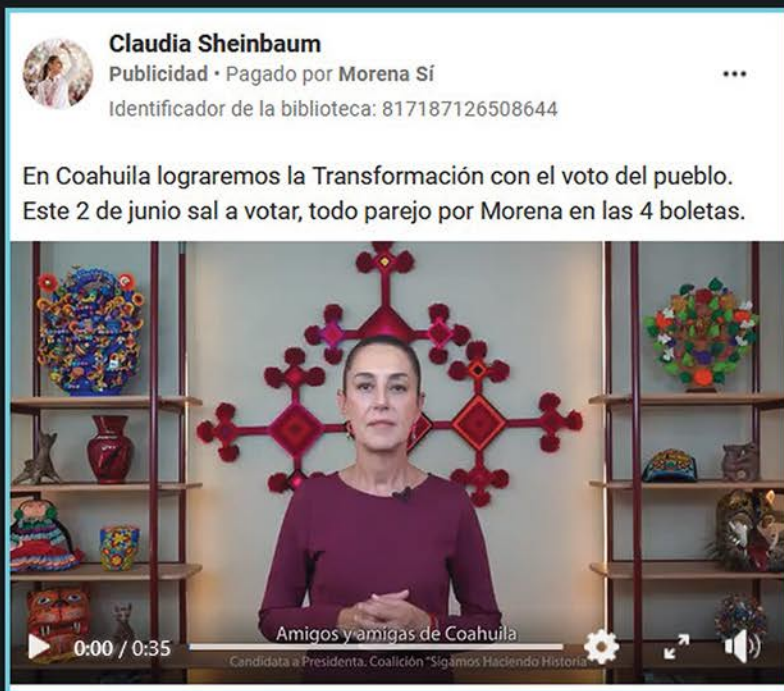 Claudia Sheinbaum
Publicidad • Pagado por Morena Sí
Identificador de la biblioteca: 817187126508644
En Coahuila lograremos la Transformación con el voto del pueblo.
Este 2 de junio sal a votar, todo parejo por Morena en las 4 boletas.
Amigos y amigas de Coahuila
0:00 / 0:35
Candidata a Presidenta. Coalición "Sigamos Haciendo Historia"